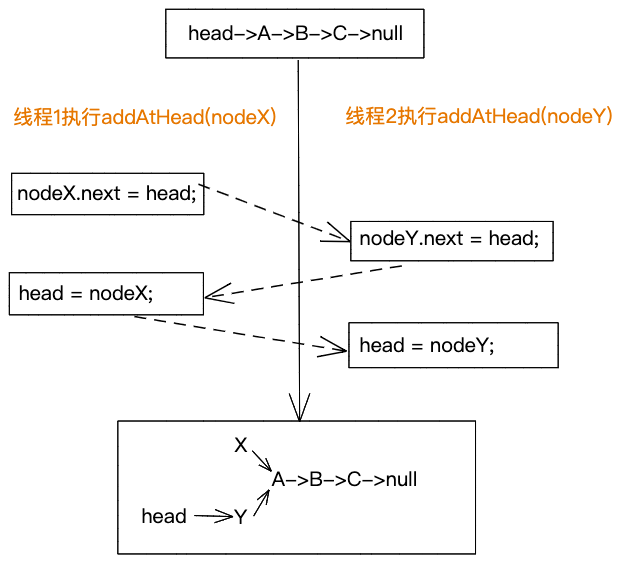 head->A->B->C->null
线程1执行addAtHead(nodeX)
线程2执行addAtHead(nodeY)
nodeX.next = head;
nodeY.next = head;
head = nodeX;
head = nodeY;
X
A->B->C->null
head
Y